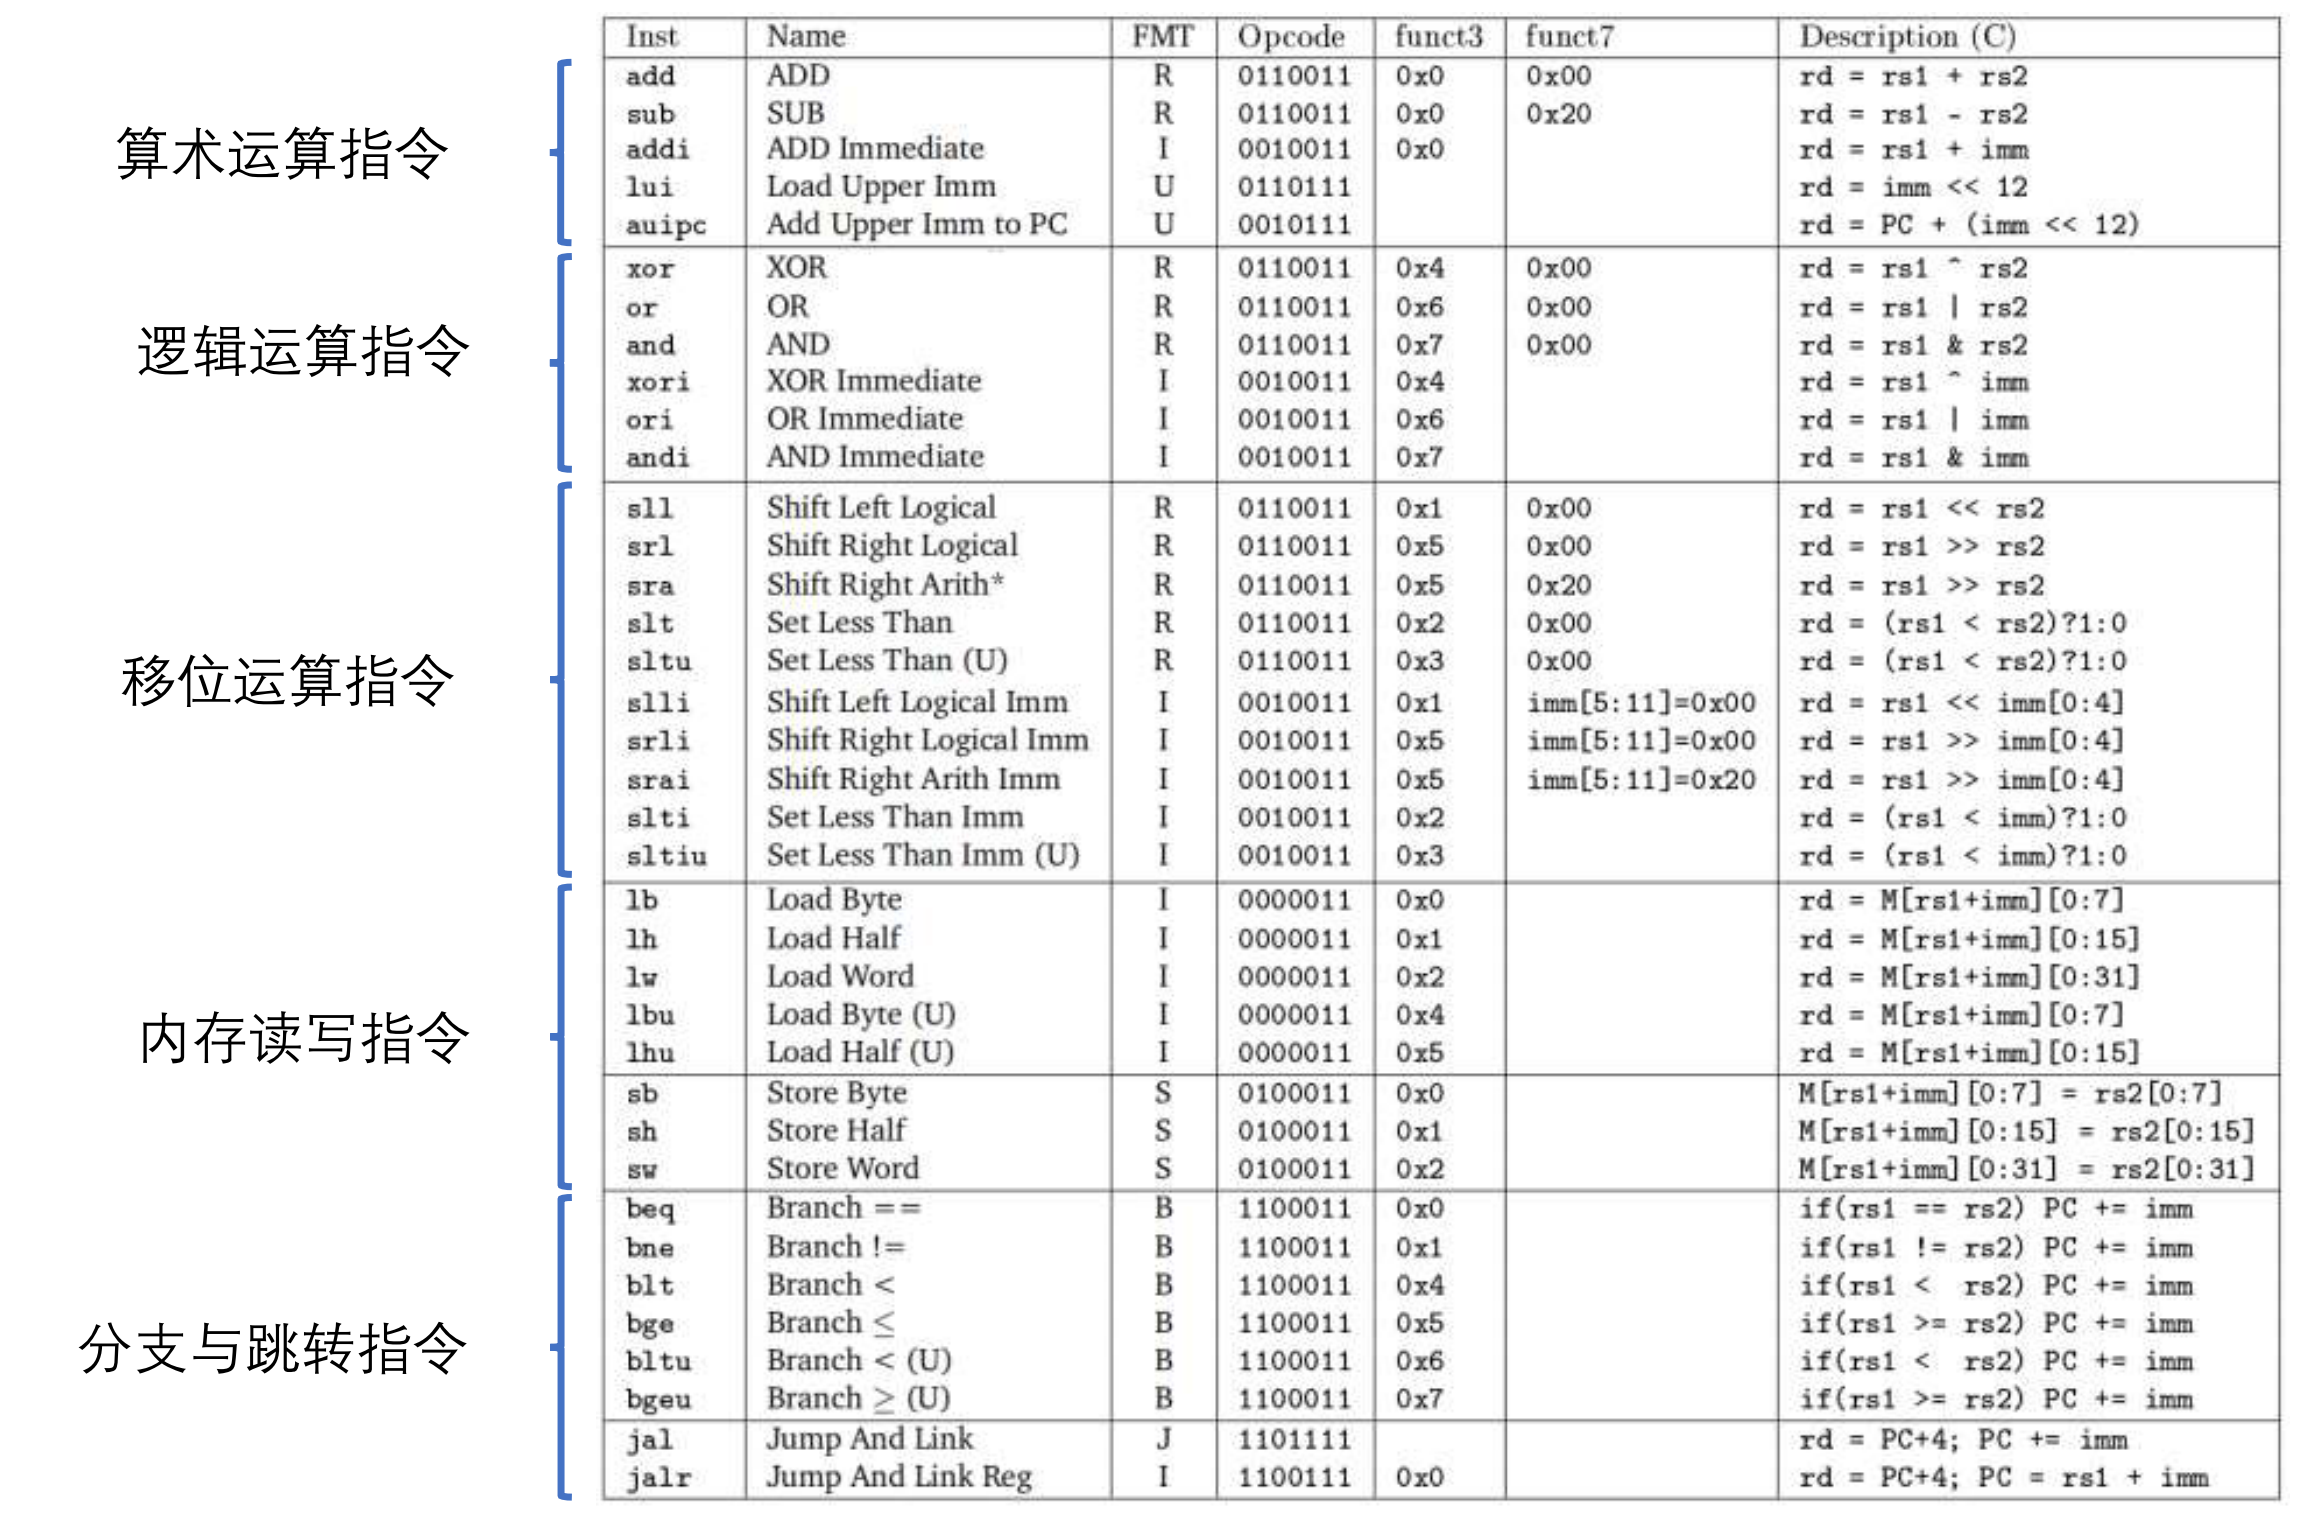 Inst Name FMT Opcode funct3 funct7 Description (C)
算术运算指令
add ADD R 0110011 0x0 0x00 rd = rs1 + rs2
sub SUB R 0110011 0x0 0x20 rd = rs1 - rs2
addi ADD Immediate I 0010011 0x0 rd = rs1 + imm
lui Load Upper Imm U 0110111 rd = imm << 12
auipc Add Upper Imm to PC U 0010111 rd = PC + (imm << 12)
逻辑运算指令
xor XOR R 0110011 0x4 0x00 rd = rs1 ^ rs2
or OR R 0110011 0x6 0x00 rd = rs1 | rs2
and AND R 0110011 0x7 0x00 rd = rs1 & rs2
xori XOR Immediate I 0010011 0x4 rd = rs1 ^ imm
ori OR Immediate I 0010011 0x6 rd = rs1 | imm
andi AND Immediate I 0010011 0x7 rd = rs1 & imm
移位运算指令
sll Shift Left Logical R 0110011 0x1 0x00 rd = rs1 << rs2
srl Shift Right Logical R 0110011 0x5 0x00 rd = rs1 >> rs2
sra Shift Right Arith* R 0110011 0x5 0x20 rd = rs1 >> rs2
slt Set Less Than R 0110011 0x2 0x00 rd = (rs1 < rs2)?1:0
sltu Set Less Than (U) R 0110011 0x3 0x00 rd = (rs1 < rs2)?1:0
slli Shift Left Logical Imm I 0010011 0x1 imm[5:11]=0x00 rd = rs1 << imm[0:4]
srli Shift Right Logical Imm I 0010011 0x5 imm[5:11]=0x00 rd = rs1 >> imm[0:4]
srai Shift Right Arith Imm I 0010011 0x5 imm[5:11]=0x20 rd = rs1 >> imm[0:4]
slti Set Less Than Imm I 0010011 0x2 rd = (rs1 < imm)?1:0
sltiu Set Less Than Imm (U) I 0010011 0x3 rd = (rs1 < imm)?1:0
内存读写指令
lb Load Byte I 0000011 0x0 rd = M[rs1+imm][0:7]
lh Load Half I 0000011 0x1 rd = M[rs1+imm][0:15]
lw Load Word I 0000011 0x2 rd = M[rs1+imm][0:31]
lbu Load Byte (U) I 0000011 0x4 rd = M[rs1+imm][0:7]
lhu Load Half (U) I 0000011 0x5 rd = M[rs1+imm][0:15]
sb Store Byte S 0100011 0x0 M[rs1+imm][0:7] = rs2[0:7]
sh Store Half S 0100011 0x1 M[rs1+imm][0:15] = rs2[0:15]
sw Store Word S 0100011 0x2 M[rs1+imm][0:31] = rs2[0:31]
分支与跳转指令
beq Branch == B 1100011 0x0 if(rs1 == rs2) PC += imm
bne Branch != B 1100011 0x1 if(rs1 != rs2) PC += imm
blt Branch < B 1100011 0x4 if(rs1 < rs2) PC += imm
bge Branch ≤ B 1100011 0x5 if(rs1 >= rs2) PC += imm
bltu Branch < (U) B 1100011 0x6 if(rs1 < rs2) PC += imm
bgeu Branch ≥ (U) B 1100011 0x7 if(rs1 >= rs2) PC += imm
jal Jump And Link J 1101111 rd = PC+4; PC += imm
jalr Jump And Link Reg I 1100111 0x0 rd = PC+4; PC = rs1 + imm